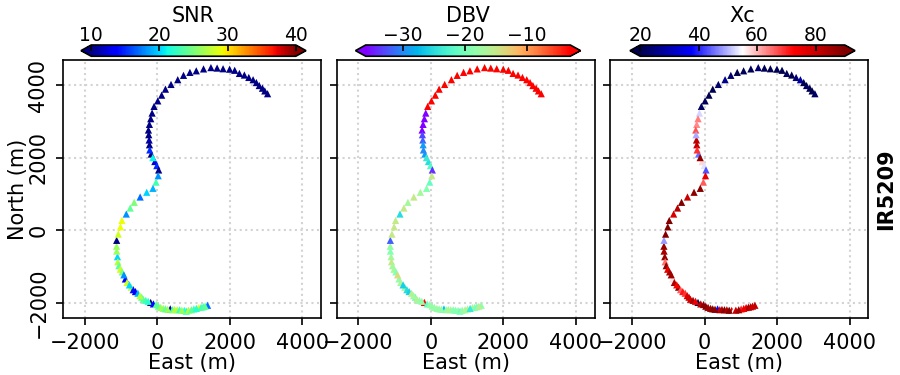 SNR DBV Xc
10 20 30 40 −30 −20 −10 20 40 60 80
4000
2000
0
−2000
North (m)
IR5209
−2000 0 2000 4000 −2000 0 2000 4000 −2000 0 2000 4000
East (m) East (m) East (m)